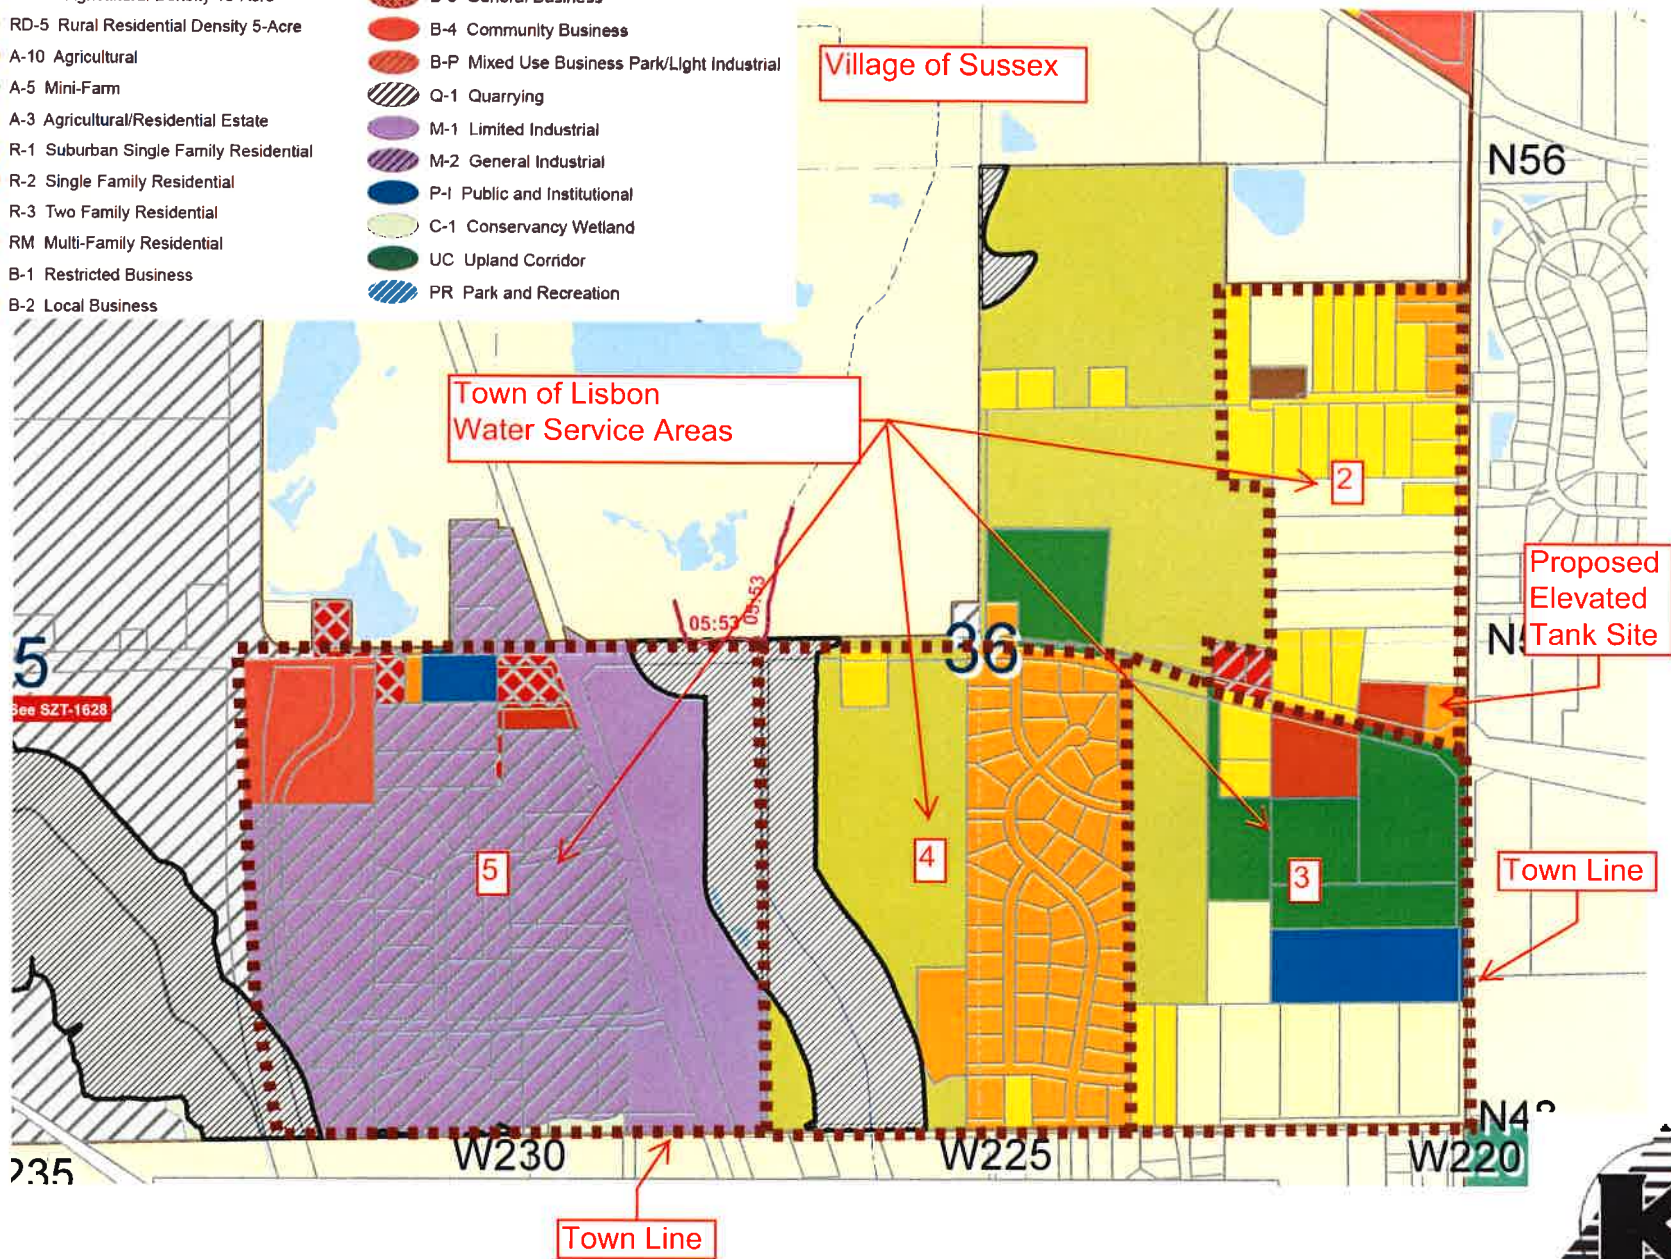 RD-5 Rural Residential Density 5-Acre
A-10 Agricultural
A-5 Mini-Farm
A-3 Agricultural/Residential Estate
R-1 Suburban Single Family Residential
R-2 Single Family Residential
R-3 Two Family Residential
RM Multi-Family Residential
B-1 Restricted Business
B-2 Local Business
B-4 Community Business
B-P Mixed Use Business Park/Light Industrial
Q-1 Quarrying
M-1 Limited Industrial
M-2 General Industrial
P-I Public and Institutional
C-1 Conservancy Wetland
UC Upland Corridor
PR Park and Recreation
Village of Sussex
N56
Town of Lisbon
Water Service Areas
2
Proposed
Elevated
Tank Site
05:53
05:53
36
5
See SZT-1628
5
4
3
Town Line
W230
W225
W220
235
Town Line
K